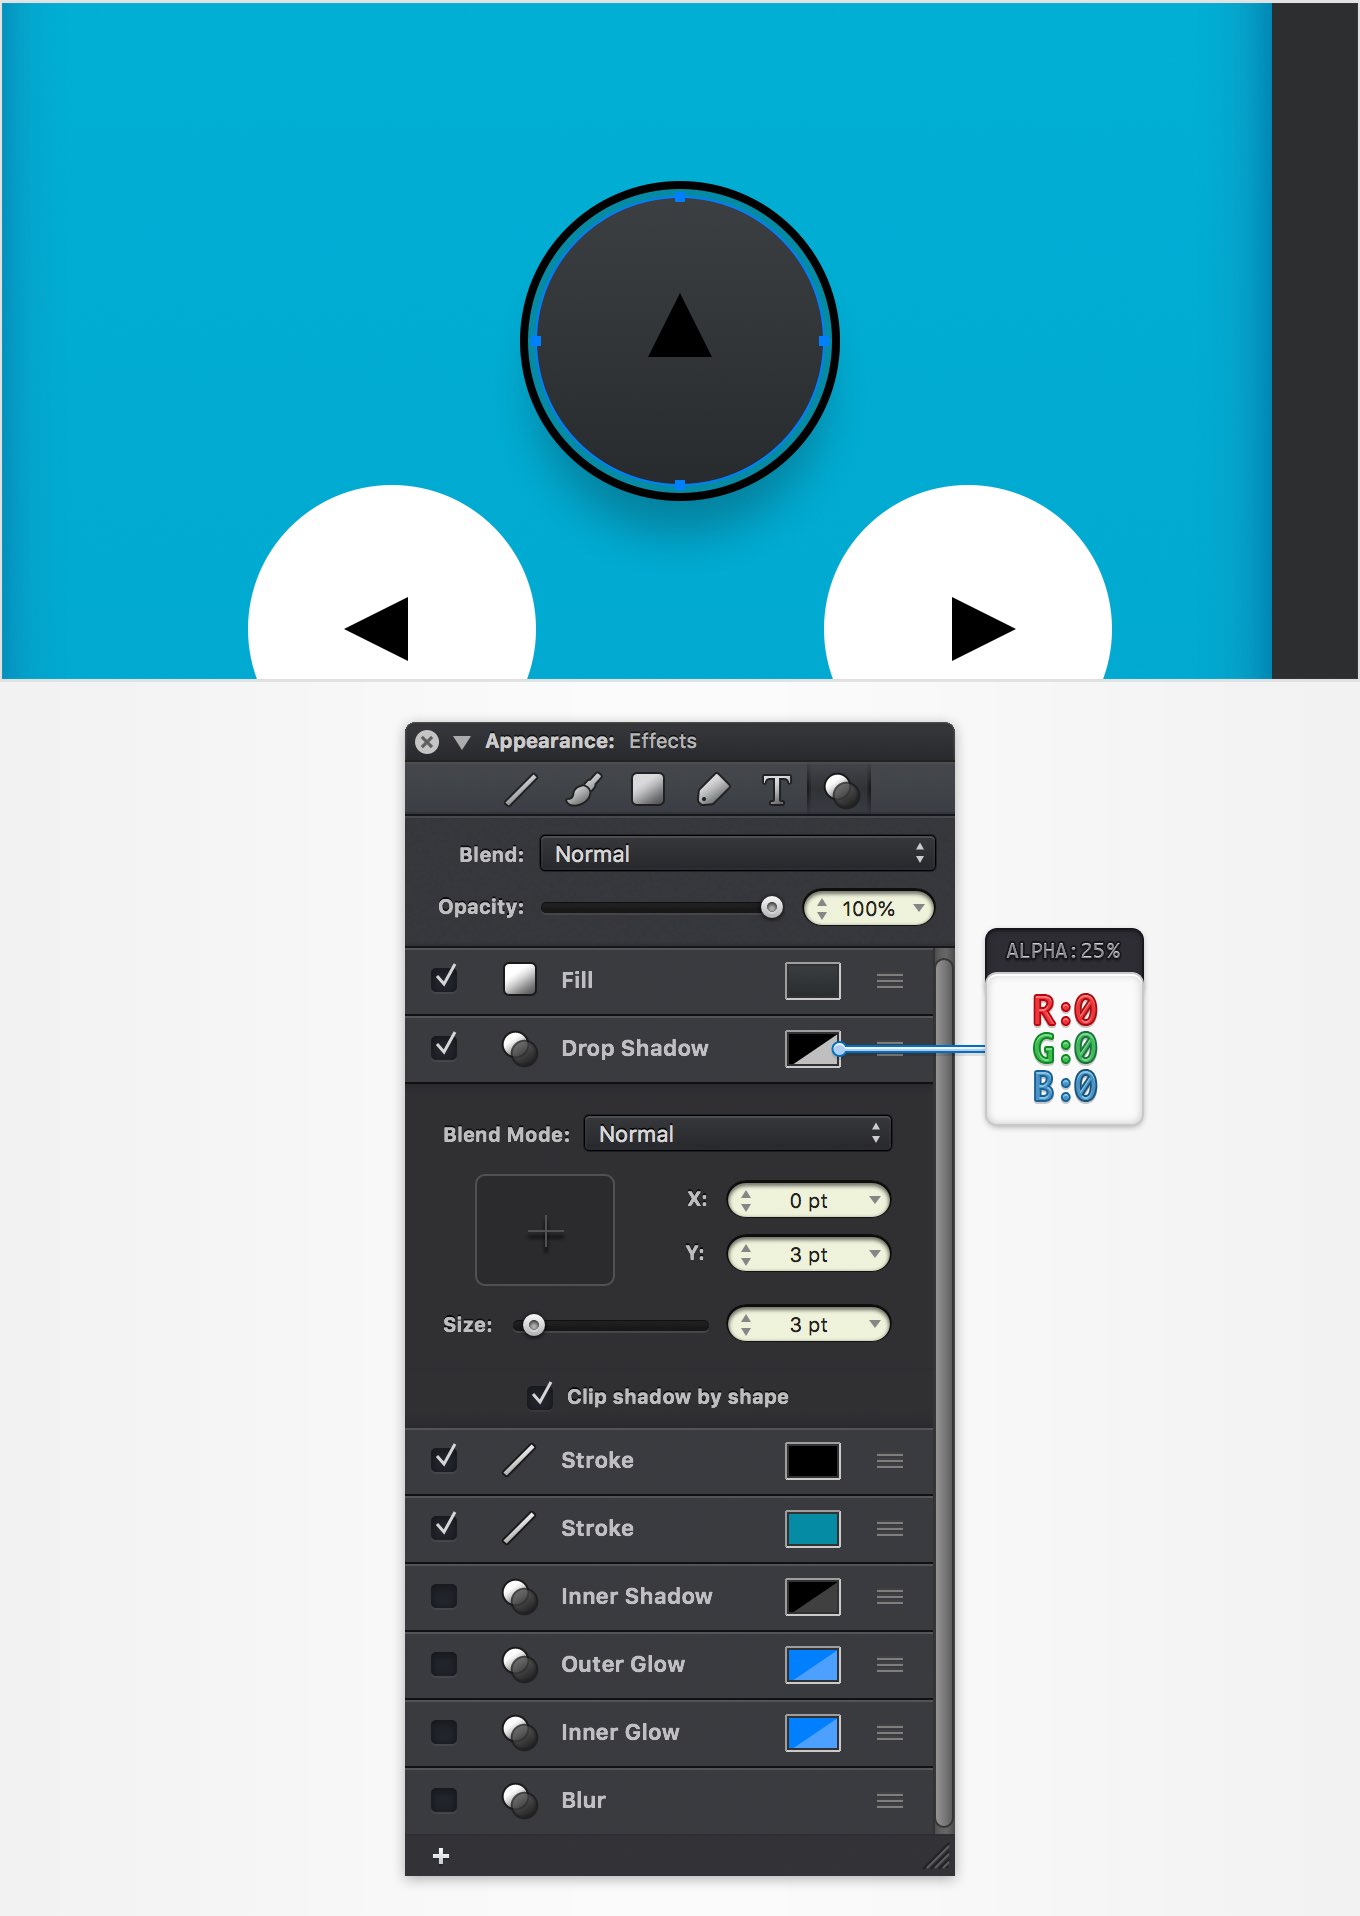 Appearance: Effects
T
Blend: Normal
Opacity: 100%
Fill
Drop Shadow
ALPHA:25%
R:0
G:0
B:0
Blend Mode: Normal
X: 0 pt
Y: 3 pt
Size: 3 pt
Clip shadow by shape
Stroke
Stroke
Inner Shadow
Outer Glow
Inner Glow
Blur